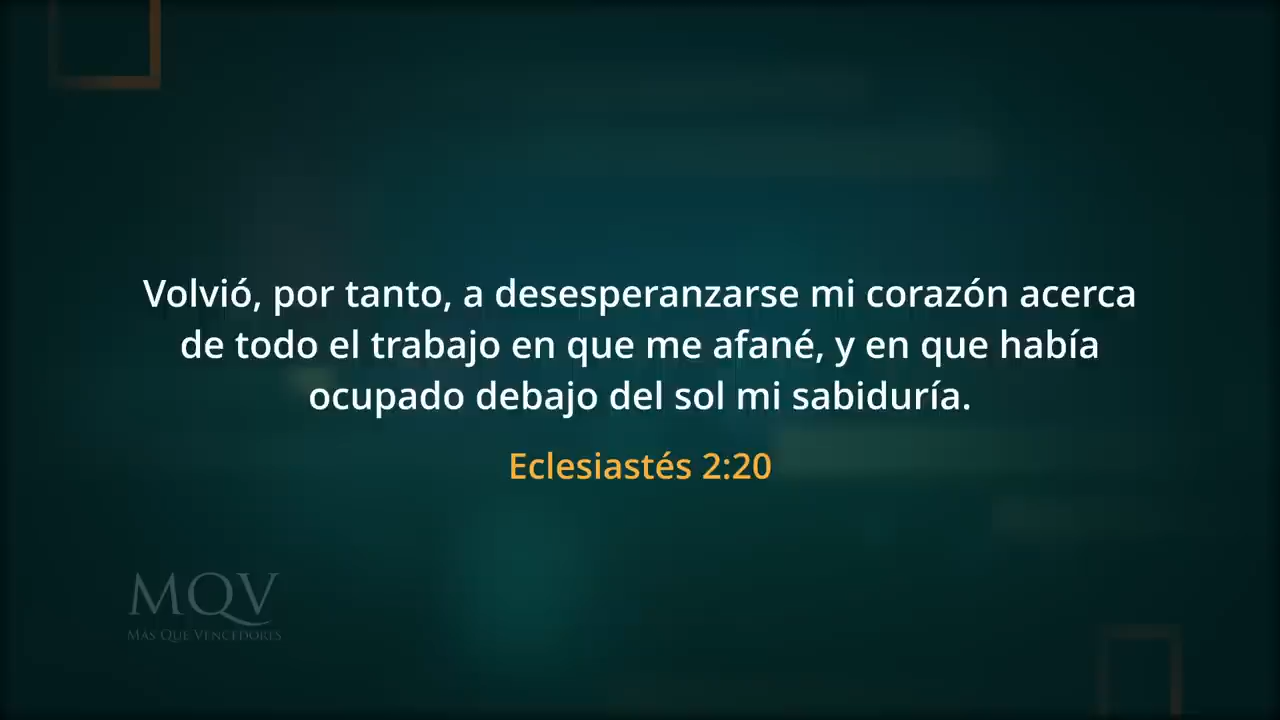 Volvió, por tanto, a desesperanzarse mi corazón acerca
de todo el trabajo en que me afané, y en que había
ocupado debajo del sol mi sabiduría.
Eclesiastés 2:20
MQV
MÁS QUE VENCEDORES